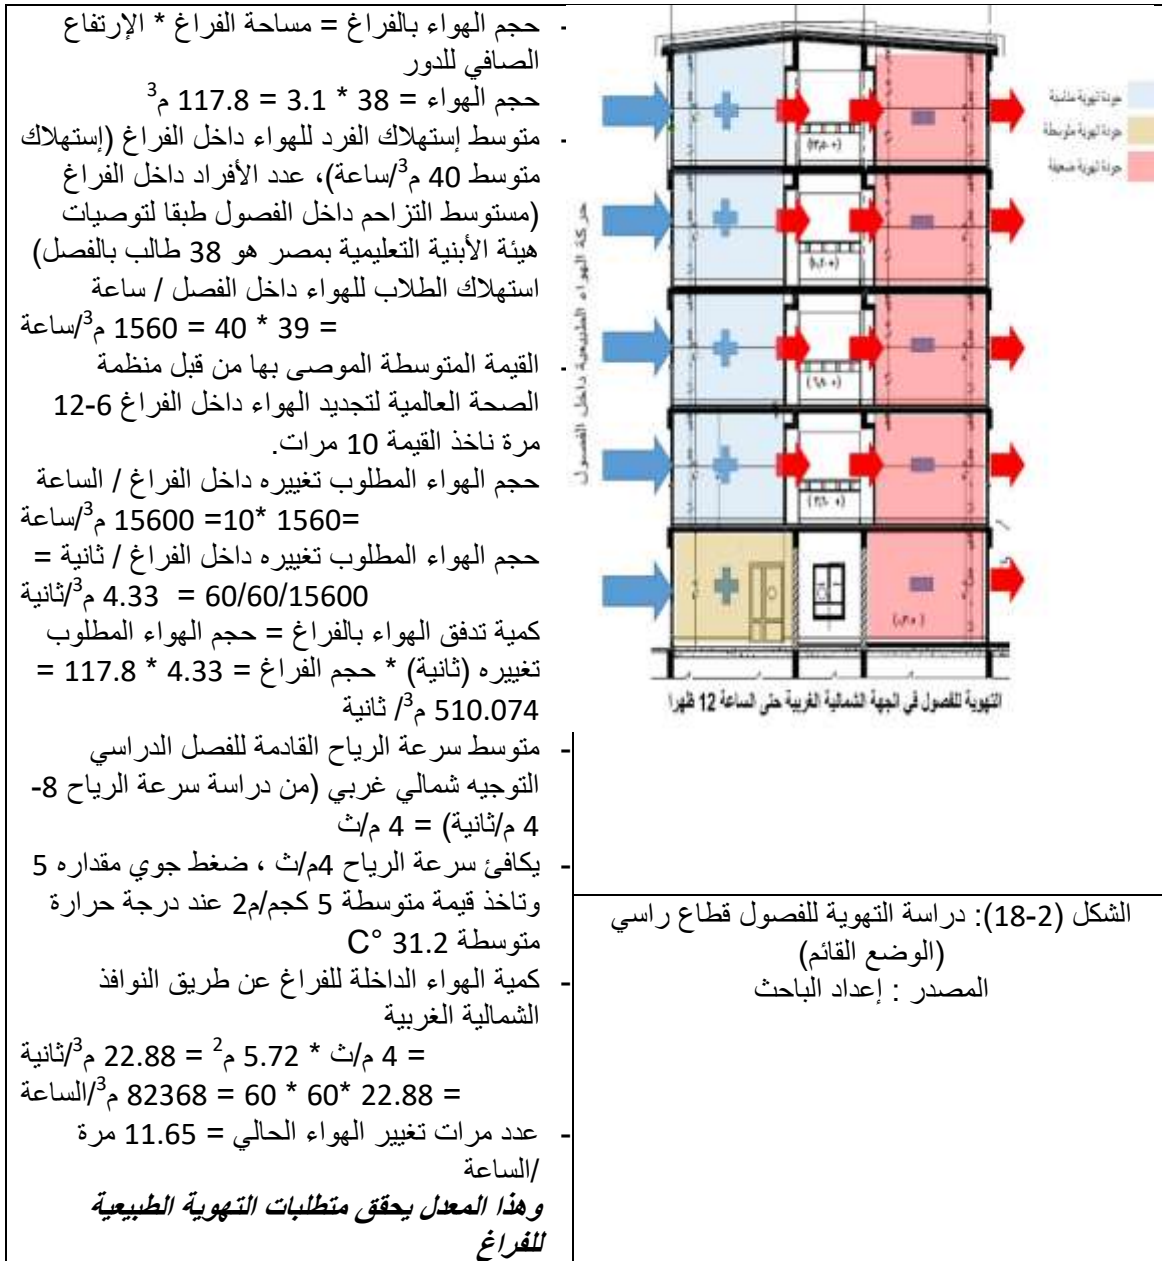 - حجم الهواء بالفراغ = مساحة الفراغ * الإرتفاع
الصافي للدور
حجم الهواء = 38 * 3.1 = 117.8 م3
- متوسط إستهلاك الفرد للهواء داخل الفراغ (إستهلاك
متوسط 40 م3/ساعة)، عدد الأفراد داخل الفراغ
(مستوسط التزاحم داخل الفصول طبقا لتوصيات
هيئة الأبنية التعليمية بمصر هو 38 طالب بالفصل)
استهلاك الطلاب للهواء داخل الفصل / ساعة
= 39 * 40 = 1560 م3/ساعة
- القيمة المتوسطة الموصى بها من قبل منظمة
الصحة العالمية لتجديد الهواء داخل الفراغ 6-12
مرة ناخذ القيمة 10 مرات.
حجم الهواء المطلوب تغييره داخل الفراغ / الساعة
=1560* 10= 15600 م3/ساعة
حجم الهواء المطلوب تغييره داخل الفراغ / ثانية =
60/60/15600 = 4.33 م3/ثانية
كمية تدفق الهواء بالفراغ = حجم الهواء المطلوب
تغييره (ثانية) * حجم الفراغ = 4.33 * 117.8 =
510.074 م3/ ثانية
- متوسط سرعة الرياح القادمة للفصل الدراسي
التوجيه شمالي غربي (من دراسة سرعة الرياح 8-
4 م/ثانية) = 4 م/ث
- يكافئ سرعة الرياح 4م/ث ، ضغط جوي مقداره 5
وتاخذ قيمة متوسطة 5 كجم/م2 عند درجة حرارة
متوسطة 31.2 °C
- كمية الهواء الداخلة للفراغ عن طريق النوافذ
الشمالية الغربية
= 4 م/ث * 5.72 م2 = 22.88 م3/ثانية
= 22.88 *60 * 60 = 82368 م3/الساعة
- عدد مرات تغيير الهواء الحالي = 11.65 مرة
/الساعة
وهذا المعدل يحقق متطلبات التهوية الطبيعية
للفراغ
جودة تهوية مناسبة
جودة تهوية متوسطة
جودة تهوية ضعيفة
حركة الهواء الطبيعية داخل الفصول
التهوية للفصول في الجهة الشمالية الغربية حتى الساعة 12 ظهرا
الشكل (2-18): دراسة التهوية للفصول قطاع راسي
(الوضع القائم)
المصدر : إعداد الباحث